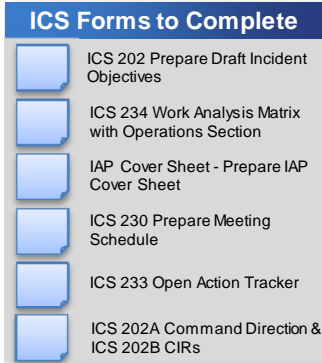 ICS Forms to Complete
ICS 202 Prepare Draft Incident
Objectives
ICS 234 Work Analysis Matrix
with Operations Section
IAP Cover Sheet - Prepare IAP
Cover Sheet
ICS 230 Prepare Meeting
Schedule
ICS 233 Open Action Tracker
ICS 202A Command Direction &
ICS 202B CIRs